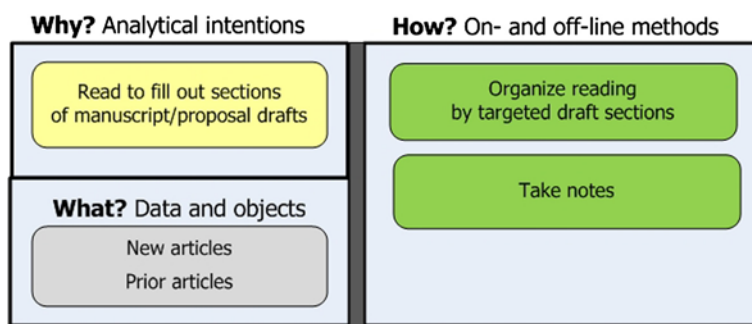 Why? Analytical intentions
Read to fill out sections
of manuscript/proposal drafts
What? Data and objects
New articles
Prior articles
How? On- and off-line methods
Organize reading
by targeted draft sections
Take notes